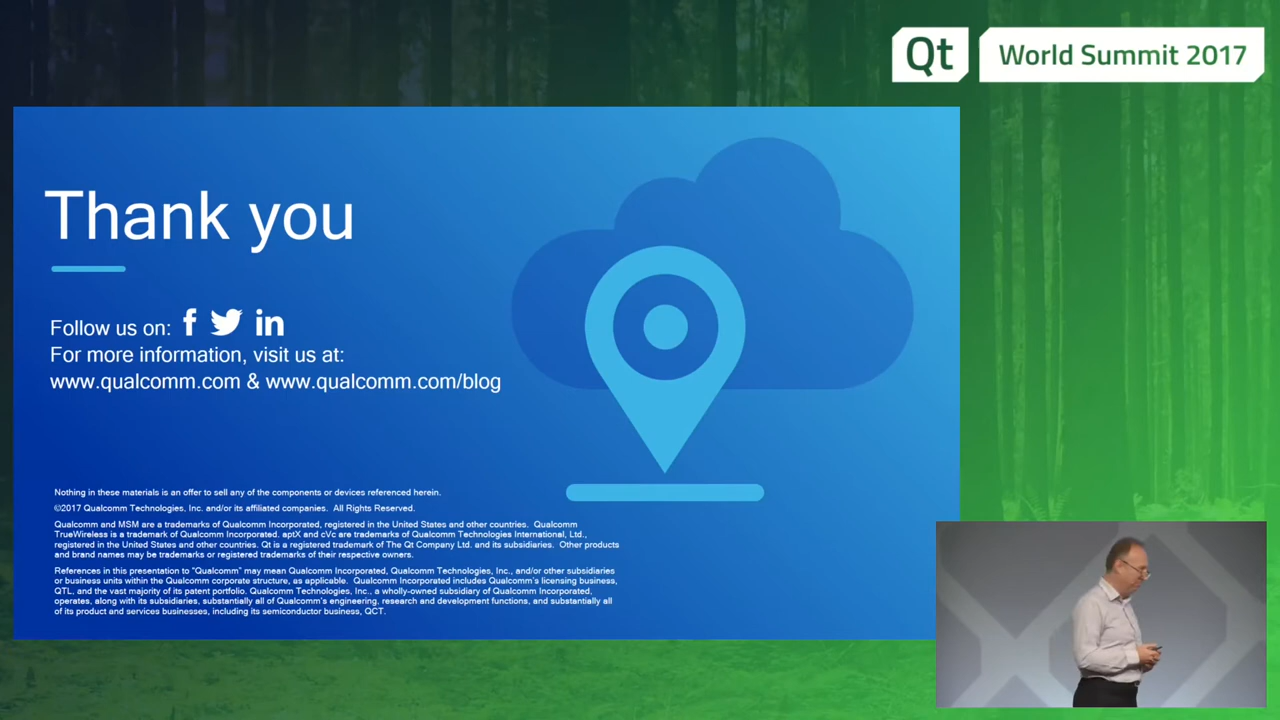 Qt World Summit 2017
Thank you
Follow us on: f in
For more information, visit us at:
www.qualcomm.com & www.qualcomm.com/blog
Nothing in these materials is an offer to sell any of the components or devices referenced herein.
©2017 Qualcomm Technologies, Inc. and/or its affiliated companies. All Rights Reserved.
Qualcomm and MSM are a trademarks of Qualcomm Incorporated, registered in the United States and other countries. Qualcomm
TrueWireless is a trademark of Qualcomm Incorporated. aptX and cVc are trademarks of Qualcomm Technologies International, Ltd.,
registered in the United States and other countries. Qt is a registered trademark of The Qt Company Ltd. and its subsidiaries. Other products
and brand names may be trademarks or registered trademarks of their respective owners.
References in this presentation to "Qualcomm" may mean Qualcomm Incorporated, Qualcomm Technologies, Inc., and/or other subsidiaries
or business units within the Qualcomm corporate structure, as applicable. Qualcomm Incorporated includes Qualcomm's licensing business,
QTL, and the vast majority of its patent portfolio. Qualcomm Technologies, Inc., a wholly-owned subsidiary of Qualcomm Incorporated,
operates, along with its subsidiaries, substantially all of Qualcomm's engineering, research and development functions, and substantially all
of its product and services businesses, including its semiconductor business, QCT.